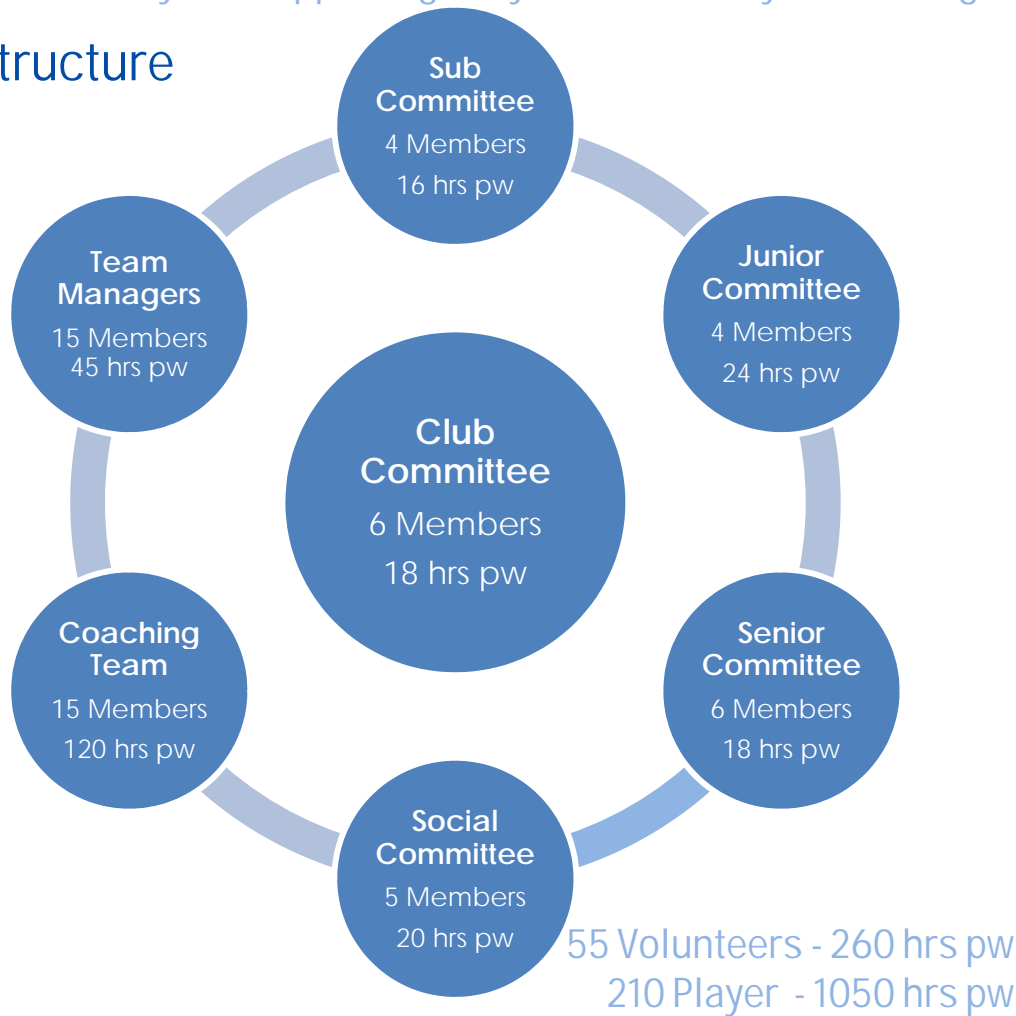 tructure
Sub
Committee
4 Members
16 hrs pw
Team
Managers
15 Members
45 hrs pw
Junior
Committee
4 Members
24 hrs pw
Club
Committee
6 Members
18 hrs pw
Coaching
Team
15 Members
120 hrs pw
Senior
Committee
6 Members
18 hrs pw
Social
Committee
5 Members
20 hrs pw
55 Volunteers - 260 hrs pw
210 Player - 1050 hrs pw